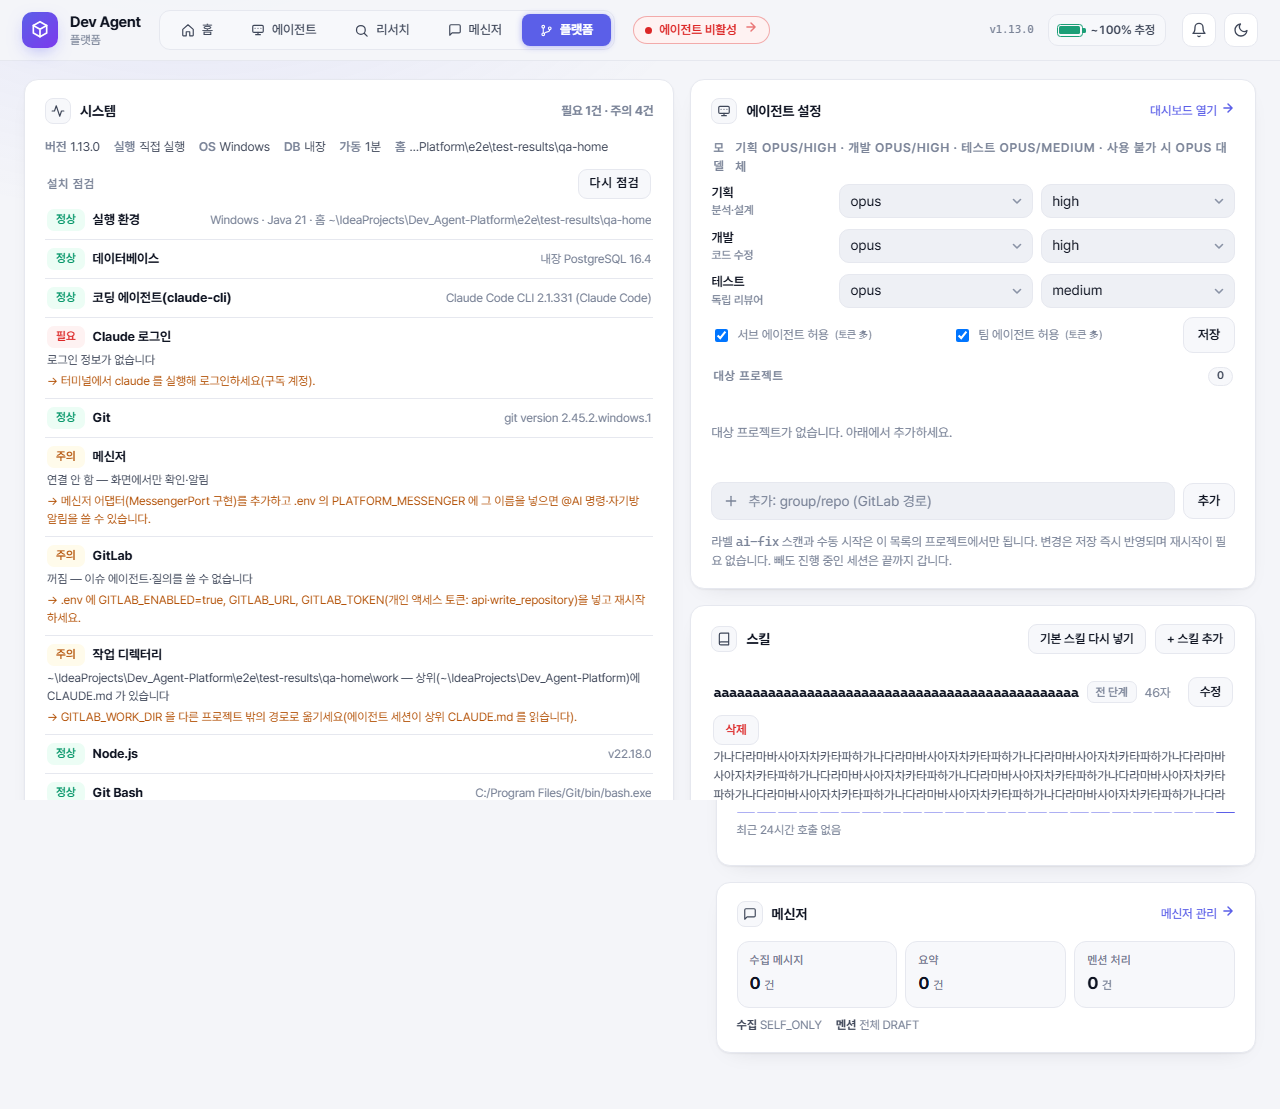 Dev Agent
플랫폼
홈
에이전트
리서치
메신저
플랫폼
에이전트 비활성 →
v1.13.0
~100% 추정
시스템
필요 1건 · 주의 4건
버전 1.13.0 실행 직접 실행 OS Windows DB 내장 가동 1분 홈 ...Platform\e2e\test-results\qa-home
설치 점검
다시 점검
정상 실행 환경 Windows · Java 21 · 홈 ~\IdeaProjects\Dev_Agent-Platform\e2e\test-results\qa-home
정상 데이터베이스 내장 PostgreSQL 16.4
정상 코딩 에이전트(claude-cli) Claude Code CLI 2.1.331 (Claude Code)
필요 Claude 로그인
로그인 정보가 없습니다
→ 터미널에서 claude 를 실행해 로그인하세요(구독 계정).
정상 Git git version 2.45.2.windows.1
주의 메신저
연결 안 함 — 화면에서만 확인·알림
→ 메신저 어댑터(MessengerPort 구현)를 추가하고 .env 의 PLATFORM_MESSENGER 에 그 이름을 넣으면 @AI 명령·자기방
알림을 쓸 수 있습니다.
주의 GitLab
꺼짐 — 이슈 에이전트·질의를 쓸 수 없습니다
→ .env 에 GITLAB_ENABLED=true, GITLAB_URL, GITLAB_TOKEN(개인 액세스 토큰: api·write_repository)을 넣고 재시작
하세요.
주의 작업 디렉터리
~\IdeaProjects\Dev_Agent-Platform\e2e\test-results\qa-home\work — 상위(~\IdeaProjects\Dev_Agent-Platform)에
CLAUDE.md 가 있습니다
→ GITLAB_WORK_DIR 을 다른 프로젝트 밖의 경로로 옮기세요(에이전트 세션이 상위 CLAUDE.md 를 읽습니다).
정상 Node.js v22.18.0
정상 Git Bash C:/Program Files/Git/bin/bash.exe
에이전트 설정
대시보드 열기 →
모델 기획 OPUS/HIGH · 개발 OPUS/HIGH · 테스트 OPUS/MEDIUM · 사용 불가 시 OPUS 대체
기획
분석·설계
opus
high
개발
코드 수정
opus
high
테스트
독립 리뷰어
opus
medium
서브 에이전트 허용 (토큰 多)
팀 에이전트 허용 (토큰 多)
저장
대상 프로젝트
0
대상 프로젝트가 없습니다. 아래에서 추가하세요.
추가: group/repo (GitLab 경로)
추가
라벨 ai-fix 스캔과 수동 시작은 이 목록의 프로젝트에서만 됩니다. 변경은 저장 즉시 반영되며 재시작이 필
요 없습니다. 빼도 진행 중인 세션은 끝까지 갑니다.
스킬
기본 스킬 다시 넣기
+ 스킬 추가
aaaaaaaaaaaaaaaaaaaaaaaaaaaaaaaaaaaaaaaaaaaaaa 전 단계 46자 수정
삭제
가나다라마바사아자차카타파하가나다라마바사아자차카타파하가나다라마바사아자차카타파하가나다라마바
사아자차카타파하가나다라마바사아자차카타파하가나다라마바사아자차카타파하가나다라마바사아자차카타
파하가나다라마바사아자차카타파하가나다라마바사아자차카타파하가나다라마바사아자차카타파하가나다라
최근 24시간 호출 없음
메신저
메신저 관리 →
수집 메시지
0 건
요약
0 건
멘션 처리
0 건
수집 SELF_ONLY 멘션 전체 DRAFT